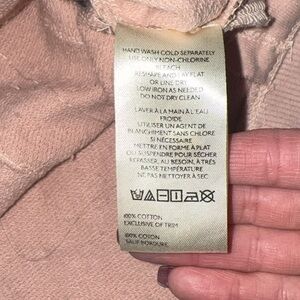 HAND WASH COLD SEPARATELY
USE ONLY NON-CHLORINE
BLEACH
RESHAPE AND LAY FLAT
OR LINE DRY
LOW IRON AS NEEDED
DO NOT DRY CLEAN
LAVER À LA MAIN À L'EAU
FROIDE
UTILISER UN AGENT DE
BLANCHIMENT SANS CHLORE
SI NÉCESSAIRE
METTRE EN FORME À PLAT
OU SUSPENDRE POUR SÉCHER
REPASSER, AU BESOIN, À TRÈS
BASSE TEMPÉRATURE
NE PAS NETTOYER À SEC
100% COTTON
EXCLUSIVE OF TRIM
100% COTON
SAUF BORDURE